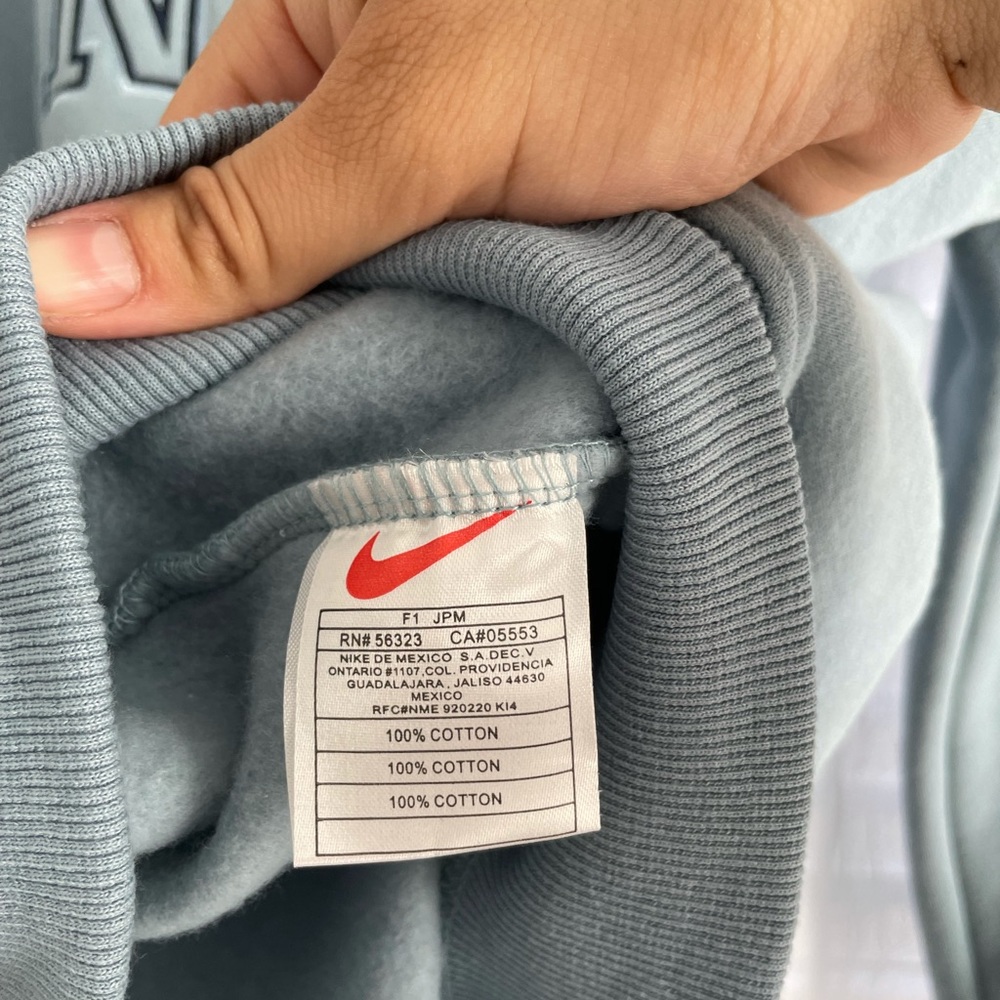 N
F1 JPM
RN# 56323 CA#05553
NIKE DE MEXICO S.A.DEC.V
ONTARIO #1107,COL. PROVIDENCIA
GUADALAJARA , JALISO 44630
MEXICO
RFC#NME 920220 KI4
100% COTTON
100% COTTON
100% COTTON